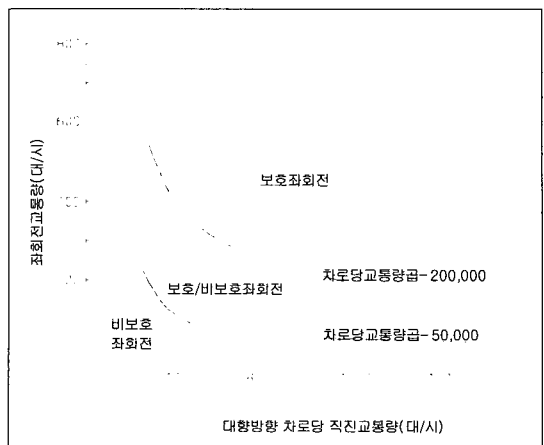 좌회전교통량(대/시)
보호좌회전
보호/비보호좌회전
비보호
좌회전
차로당교통량곱-200,000
차로당교통량곱-50,000
대향방향 차로당 직진교통량(대/시)